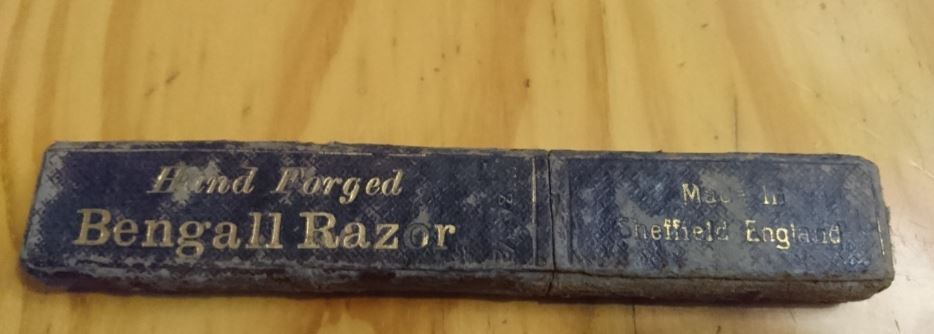 Hand Forged
Bengall Razor
Made In
Sheffield England